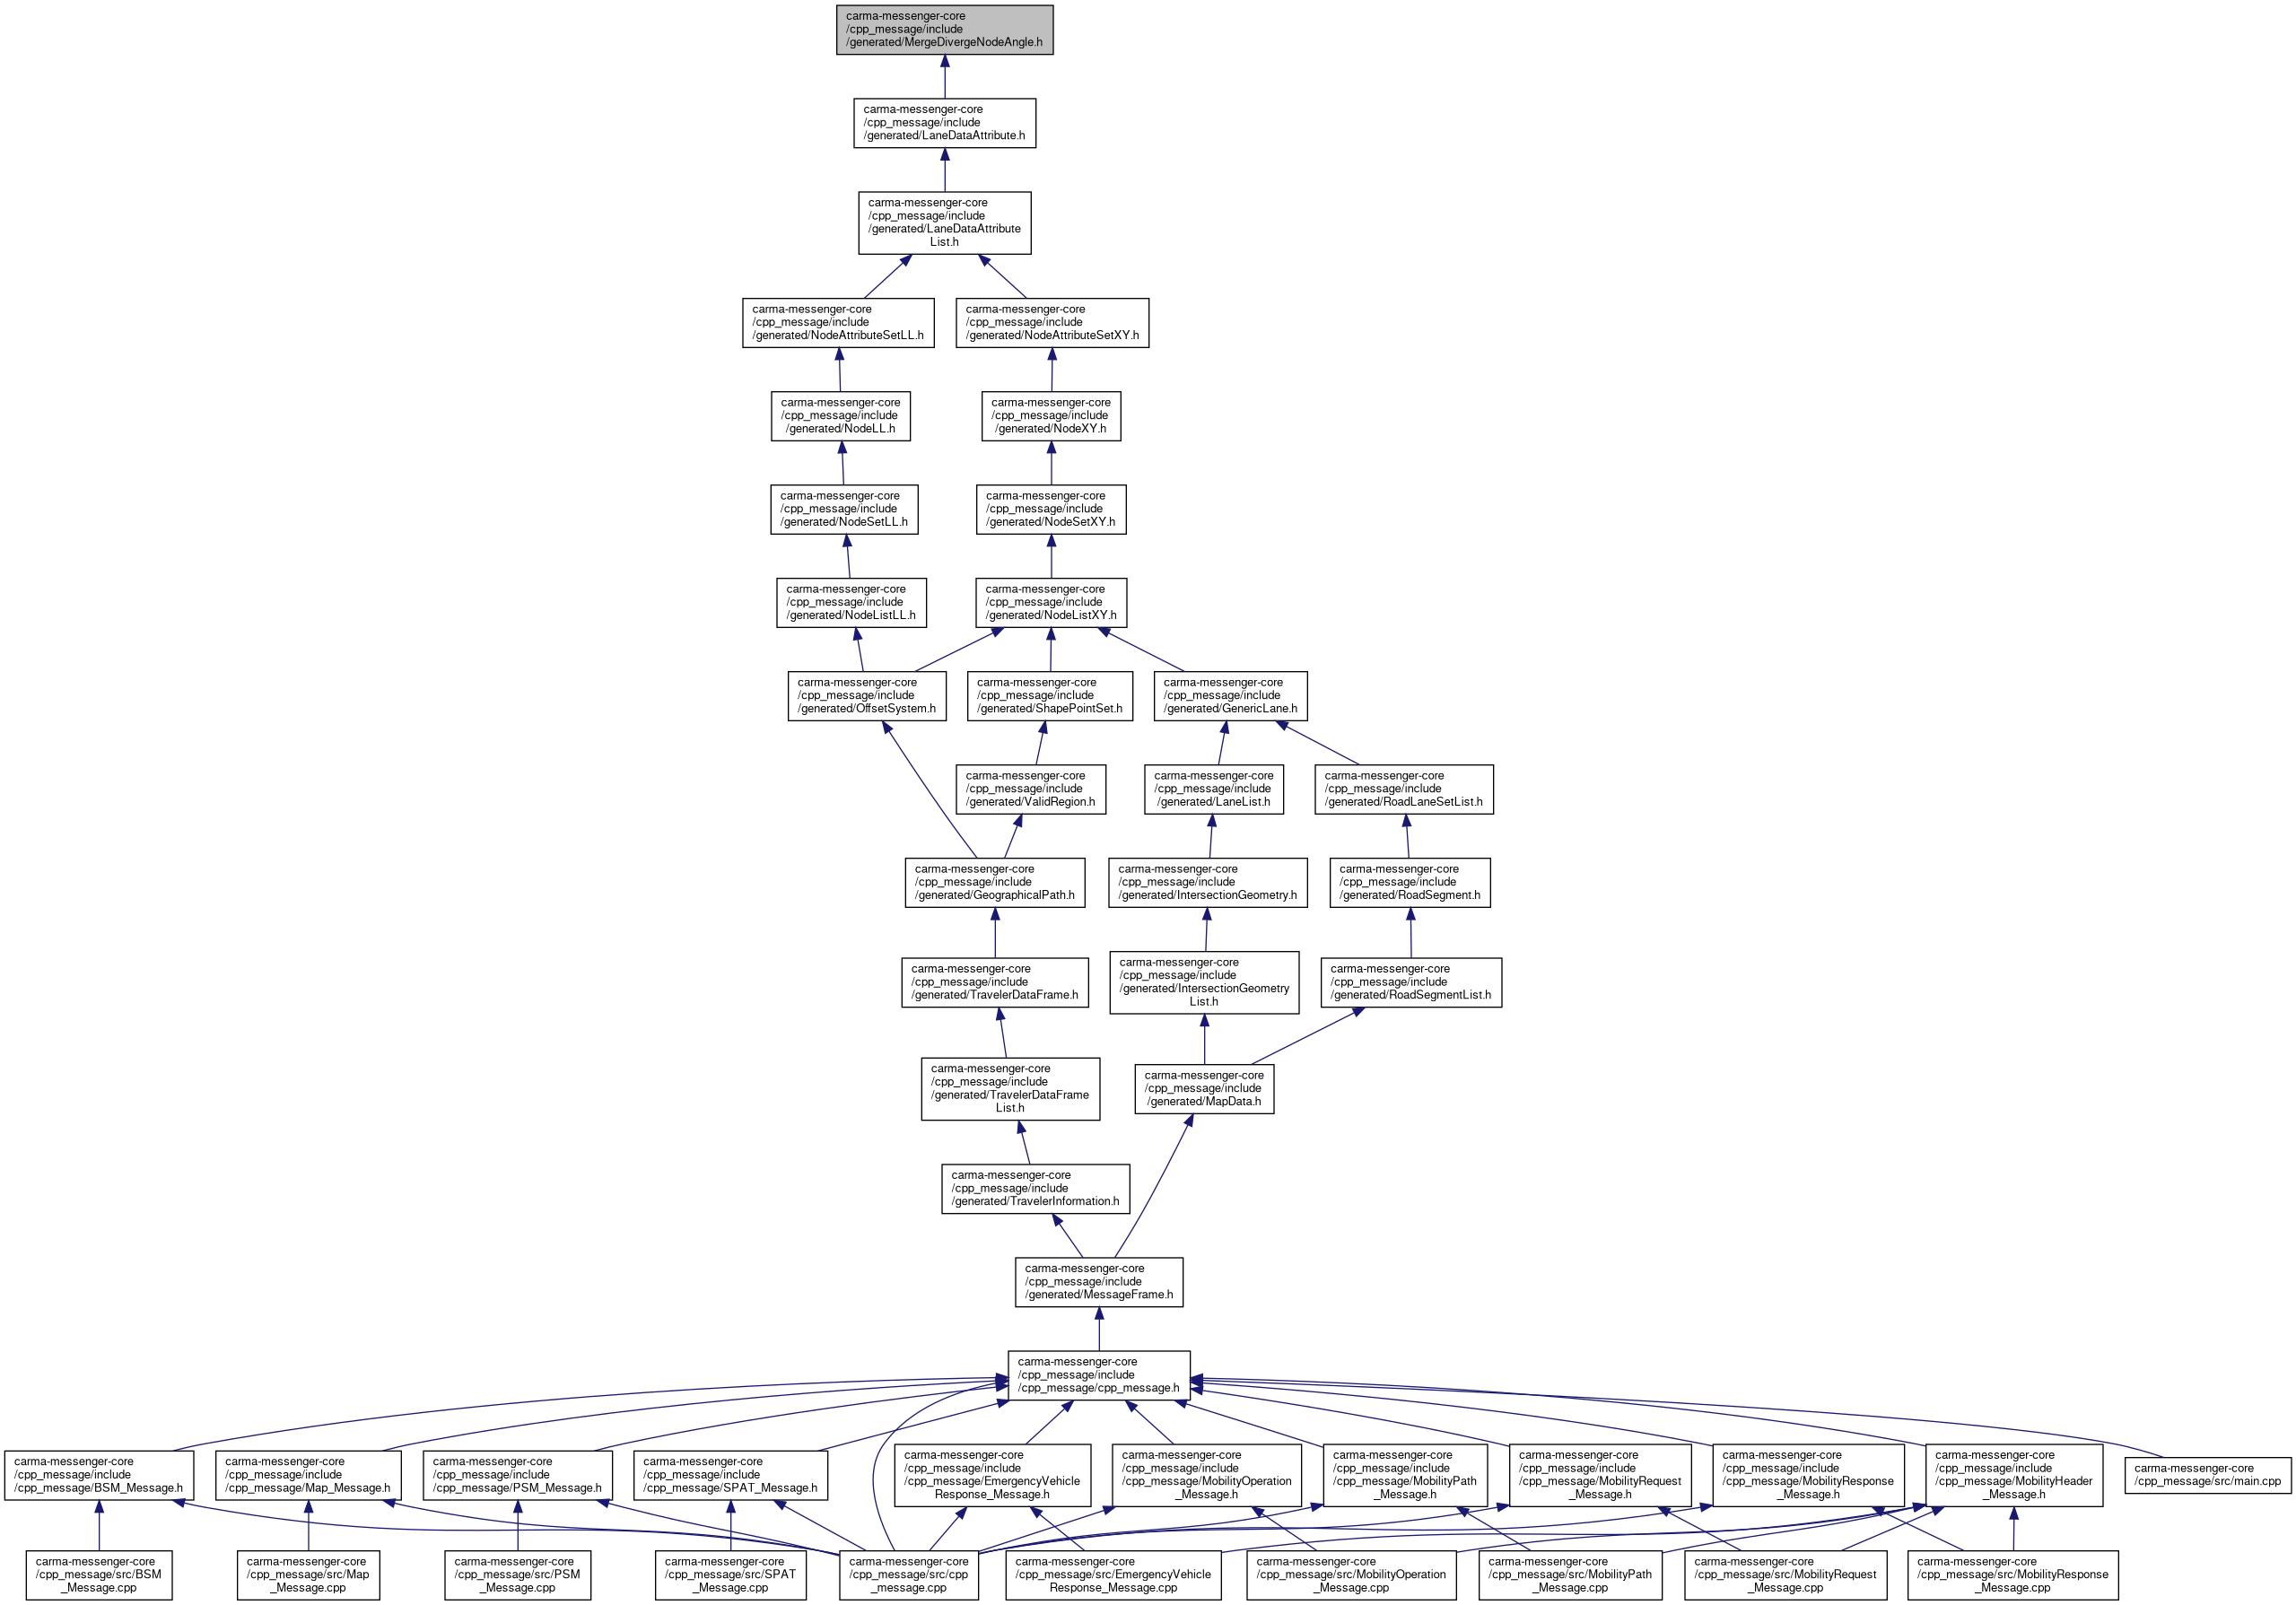 carma-messenger-core
/cpp_message/include
/generated/MergeDivergeNodeAngle.h
carma-messenger-core
/cpp_message/include
/generated/LaneDataAttribute.h
carma-messenger-core
/cpp_message/include
/generated/LaneDataAttribute
List.h
carma-messenger-core
/cpp_message/include
/generated/NodeAttributeSetLL.h
carma-messenger-core
/cpp_message/include
/generated/NodeAttributeSetXY.h
carma-messenger-core
/cpp_message/include
/generated/NodeLL.h
carma-messenger-core
/cpp_message/include
/generated/NodeXY.h
carma-messenger-core
/cpp_message/include
/generated/NodeSetLL.h
carma-messenger-core
/cpp_message/include
/generated/NodeSetXY.h
carma-messenger-core
/cpp_message/include
/generated/NodeListLL.h
carma-messenger-core
/cpp_message/include
/generated/NodeListXY.h
carma-messenger-core
/cpp_message/include
/generated/OffsetSystem.h
carma-messenger-core
/cpp_message/include
/generated/ShapePointSet.h
carma-messenger-core
/cpp_message/include
/generated/GenericLane.h
carma-messenger-core
/cpp_message/include
/generated/ValidRegion.h
carma-messenger-core
/cpp_message/include
/generated/LaneList.h
carma-messenger-core
/cpp_message/include
/generated/RoadLaneSetList.h
carma-messenger-core
/cpp_message/include
/generated/GeographicalPath.h
carma-messenger-core
/cpp_message/include
/generated/IntersectionGeometry.h
carma-messenger-core
/cpp_message/include
/generated/RoadSegment.h
carma-messenger-core
/cpp_message/include
/generated/TravelerDataFrame.h
carma-messenger-core
/cpp_message/include
/generated/IntersectionGeometry
List.h
carma-messenger-core
/cpp_message/include
/generated/RoadSegmentList.h
carma-messenger-core
/cpp_message/include
/generated/TravelerDataFrame
List.h
carma-messenger-core
/cpp_message/include
/generated/MapData.h
carma-messenger-core
/cpp_message/include
/generated/TravelerInformation.h
carma-messenger-core
/cpp_message/include
/generated/MessageFrame.h
carma-messenger-core
/cpp_message/include
/cpp_message/cpp_message.h
carma-messenger-core
/cpp_message/include
/cpp_message/BSM_Message.h
carma-messenger-core
/cpp_message/include
/cpp_message/Map_Message.h
carma-messenger-core
/cpp_message/include
/cpp_message/PSM_Message.h
carma-messenger-core
/cpp_message/include
/cpp_message/SPAT_Message.h
carma-messenger-core
/cpp_message/include
/cpp_message/EmergencyVehicle
Response_Message.h
carma-messenger-core
/cpp_message/include
/cpp_message/MobilityOperation
_Message.h
carma-messenger-core
/cpp_message/include
/cpp_message/MobilityPath
_Message.h
carma-messenger-core
/cpp_message/include
/cpp_message/MobilityRequest
_Message.h
carma-messenger-core
/cpp_message/include
/cpp_message/MobilityResponse
_Message.h
carma-messenger-core
/cpp_message/include
/cpp_message/MobilityHeader
_Message.h
carma-messenger-core
/cpp_message/src/main.cpp
carma-messenger-core
/cpp_message/src/BSM
_Message.cpp
carma-messenger-core
/cpp_message/src/Map
_Message.cpp
carma-messenger-core
/cpp_message/src/PSM
_Message.cpp
carma-messenger-core
/cpp_message/src/SPAT
_Message.cpp
carma-messenger-core
/cpp_message/src/cpp
_message.cpp
carma-messenger-core
/cpp_message/src/EmergencyVehicle
Response_Message.cpp
carma-messenger-core
/cpp_message/src/MobilityOperation
_Message.cpp
carma-messenger-core
/cpp_message/src/MobilityPath
_Message.cpp
carma-messenger-core
/cpp_message/src/MobilityRequest
_Message.cpp
carma-messenger-core
/cpp_message/src/MobilityResponse
_Message.cpp